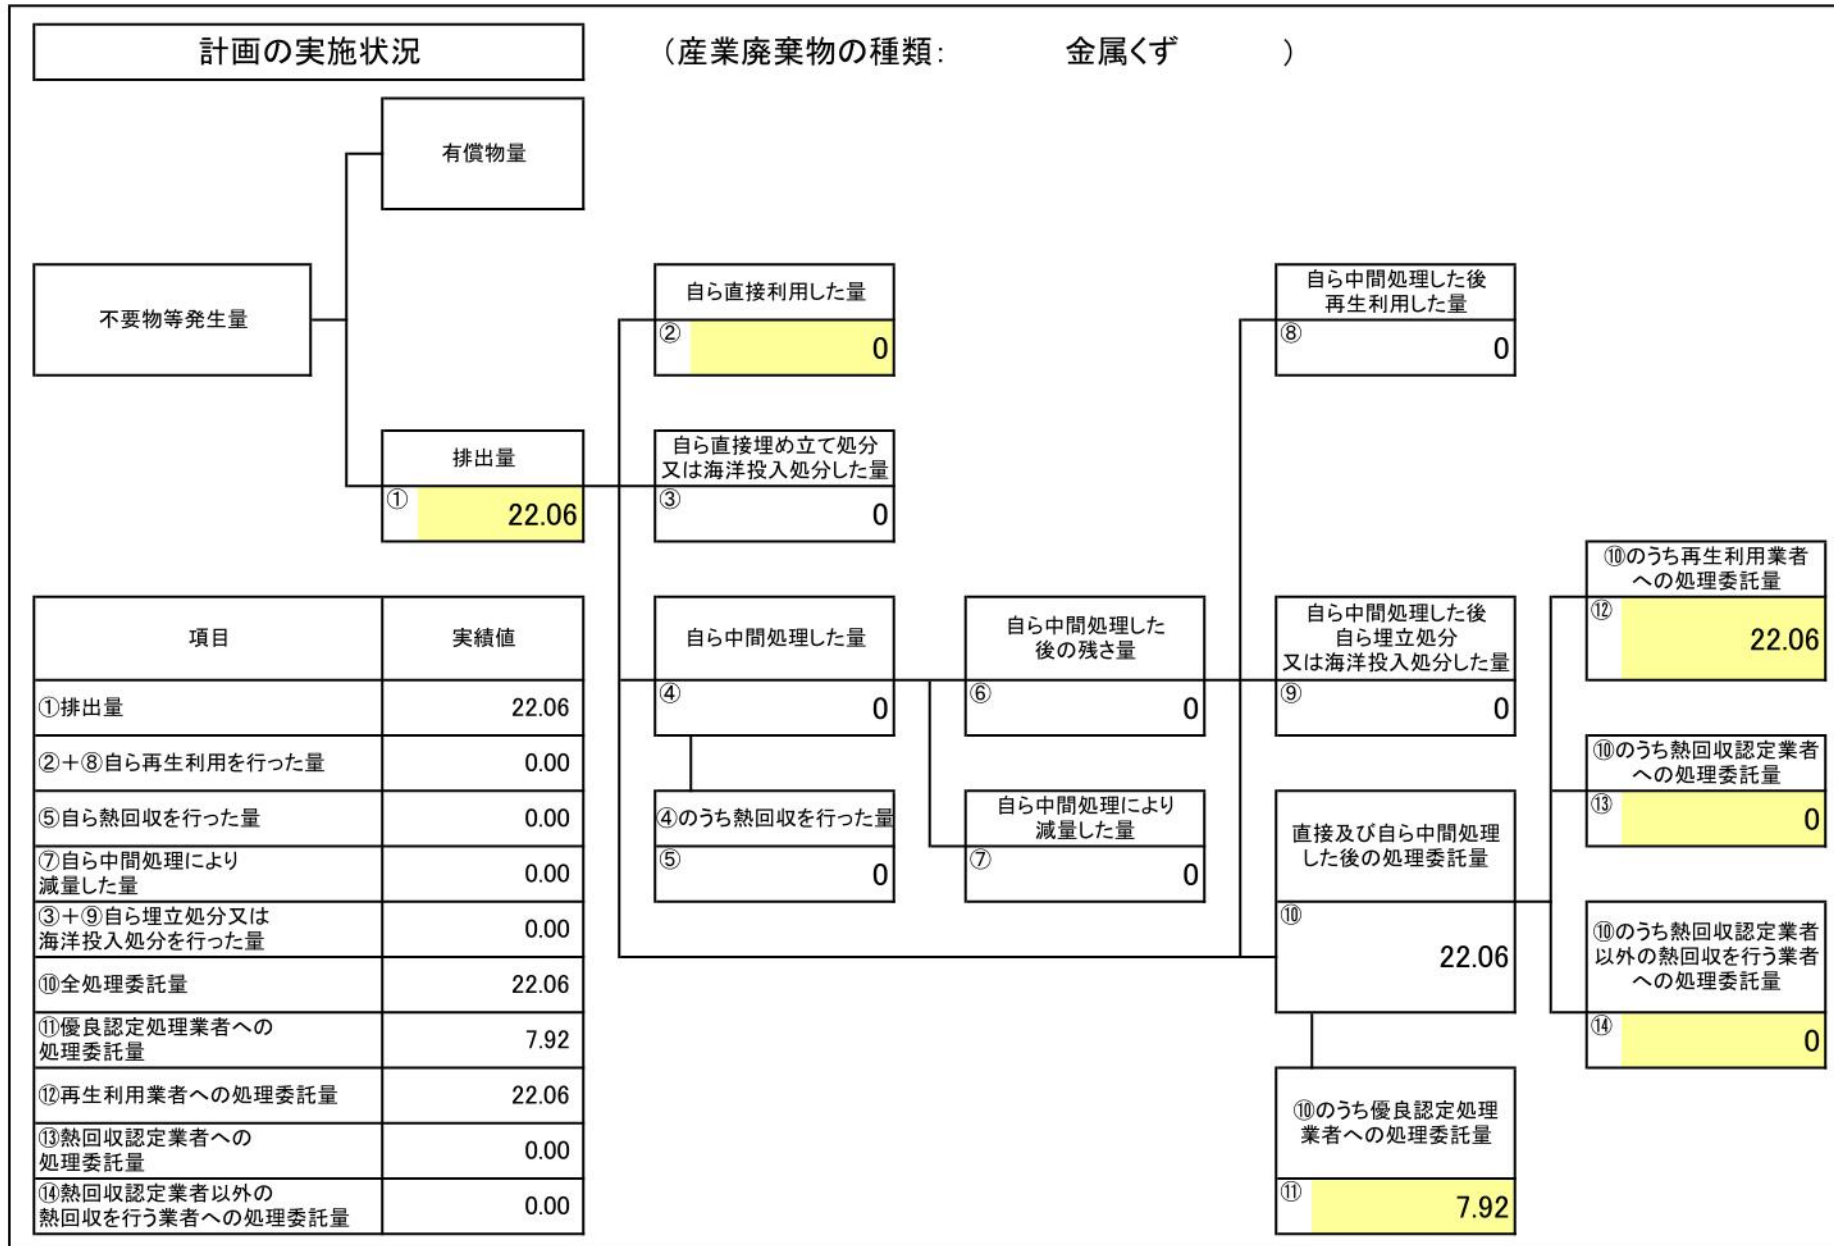 計画の実施状況
（産業廃棄物の種類： 金属くず ）
有償物量
不要物等発生量
自ら直接利用した量
②
0
自ら中間処理した後
再生利用した量
⑧
0
排出量
①
22.06
自ら直接埋め立て処分
又は海洋投入処分した量
③
0
⑩のうち再生利用業者
への処理委託量
⑫
22.06
自ら中間処理した量
④
0
自ら中間処理した
後の残さ量
⑥
0
自ら中間処理した後
自ら埋立処分
又は海洋投入処分した量
⑨
0
⑩のうち熱回収認定業者
への処理委託量
⑬
0
④のうち熱回収を行った量
⑤
0
自ら中間処理により
減量した量
⑦
0
直接及び自ら中間処理
した後の処理委託量
⑩
22.06
⑩のうち熱回収認定業者
以外の熱回収を行う業者
への処理委託量
⑭
0
⑩のうち優良認定処理
業者への処理委託量
⑪
7.92
項目 実績値
①排出量 22.06
②＋⑧自ら再生利用を行った量 0.00
⑤自ら熱回収を行った量 0.00
⑦自ら中間処理により
減量した量 0.00
③＋⑨自ら埋立処分又は
海洋投入処分を行った量 0.00
⑩全処理委託量 22.06
⑪優良認定処理業者への
処理委託量 7.92
⑫再生利用業者への処理委託量 22.06
⑬熱回収認定業者への
処理委託量 0.00
⑭熱回収認定業者以外の
熱回収を行う業者への処理委託量 0.00